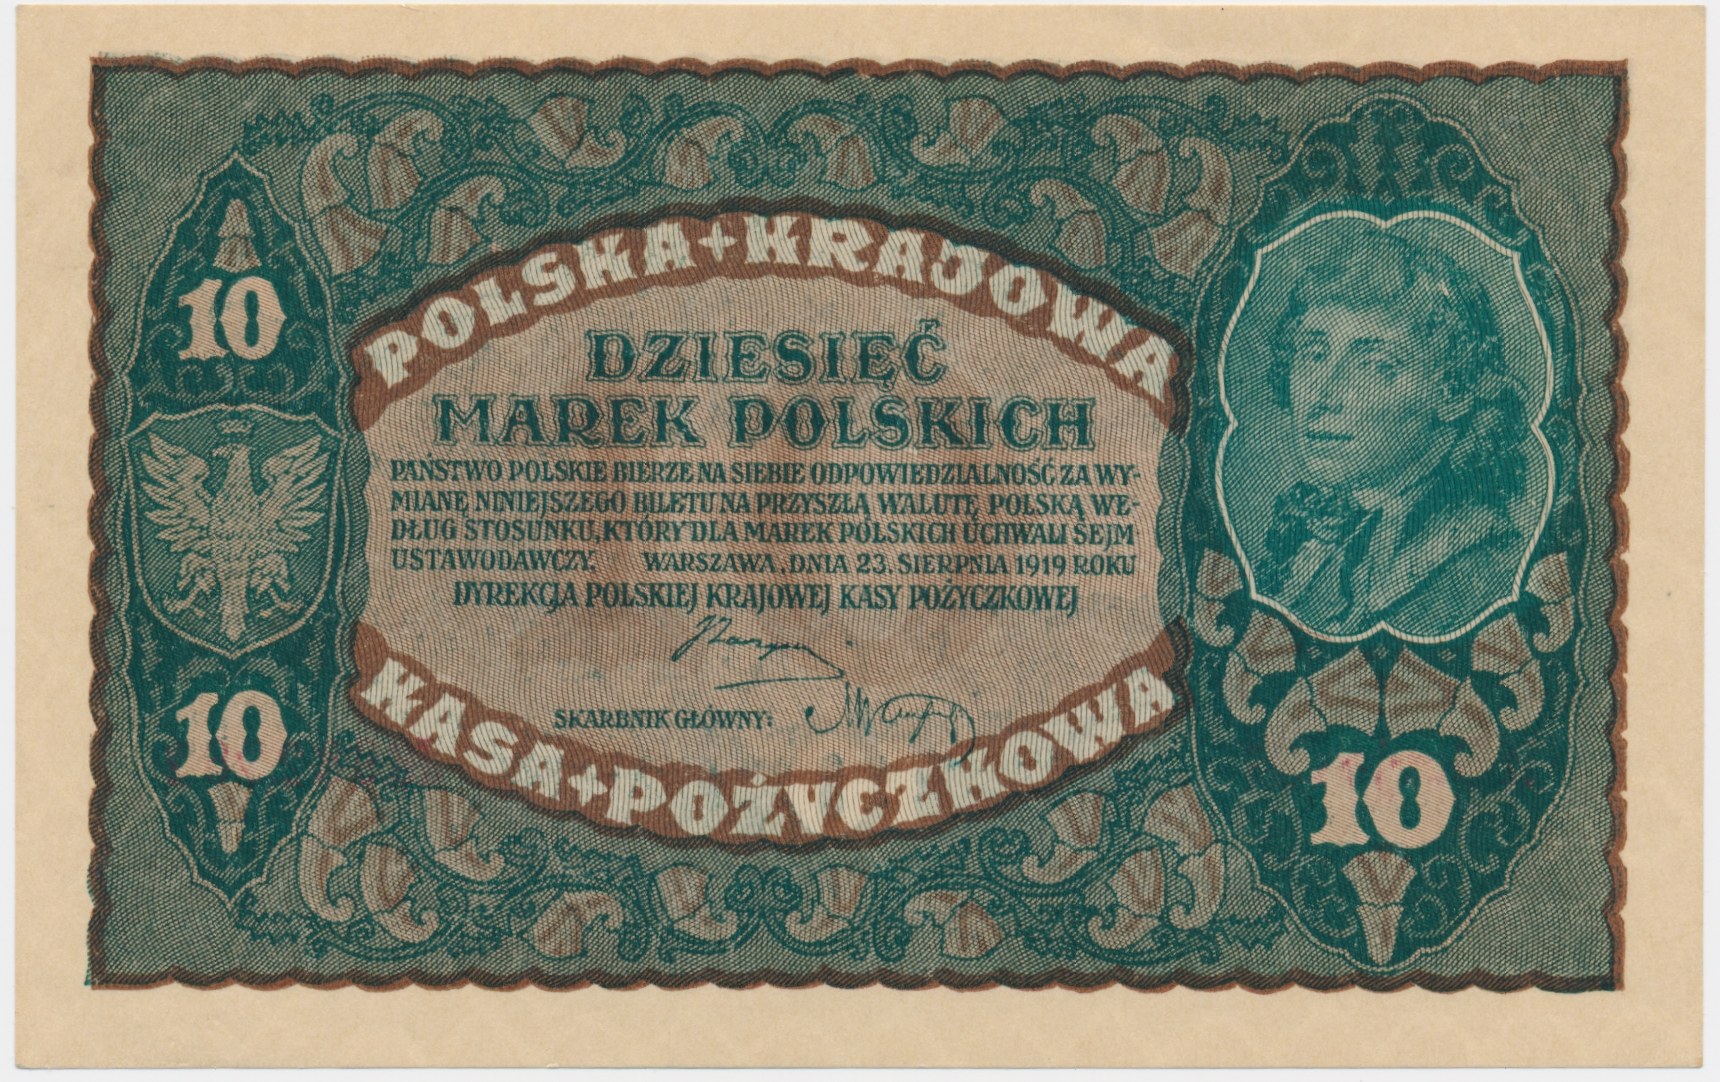 POLSKA + KRAJOWA
10
DZIESIĘĆ
MAREK POLSKICH
PAŃSTWO POLSKIE BIERZE NA SIEBIE ODPOWIEDZIALNOŚĆ ZA WY-
MIANĘ NINIEJSZEGO BILETU NA PRZYSZŁĄ WALUTĘ POLSKĄ WE-
DŁUG STOSUNKU, KTÓRY DLA MAREK POLSKICH UCHWALI SEJM
USTAWODAWCZY. WARSZAWA, DNIA 23. SIERPNIA 1919 ROKU
DYREKCJA POLSKIEJ KRAJOWEJ KASY POŻYCZKOWEJ
SKARBNIK GŁÓWNY:
10
10
KASA + POŻYCZKOWA